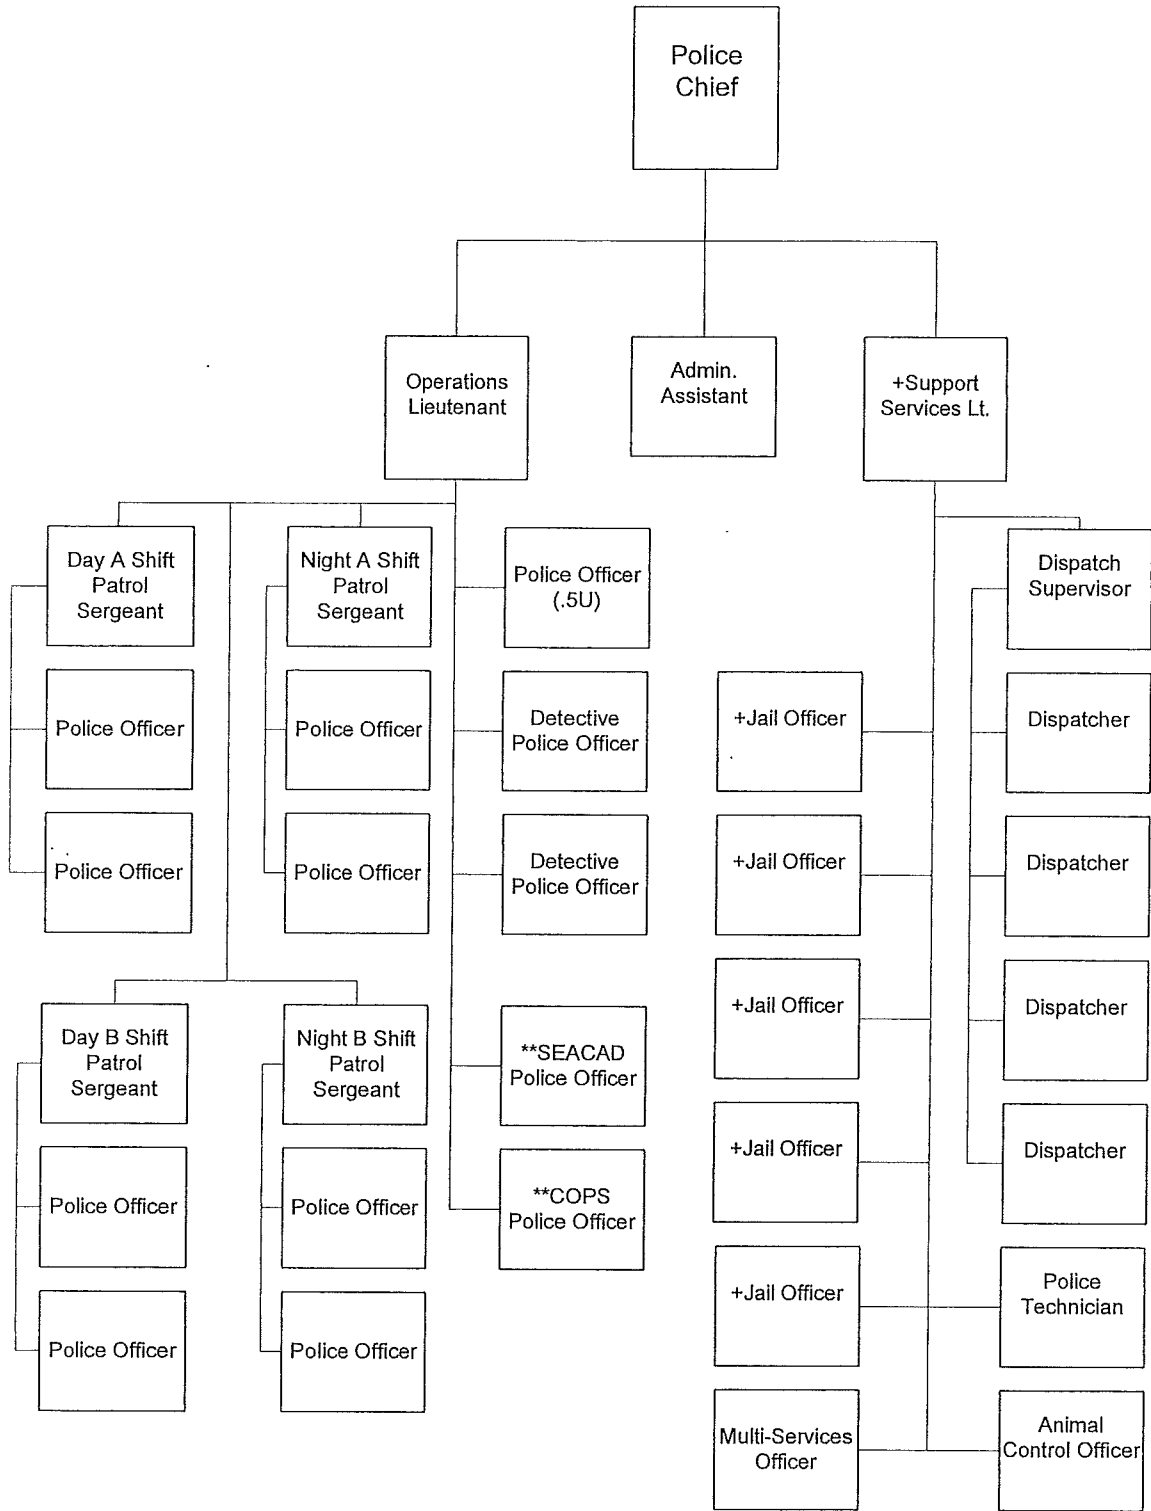 Police
Chief
Operations
Lieutenant
Admin.
Assistant
+Support
Services Lt.
Day A Shift
Patrol
Sergeant
Night A Shift
Patrol
Sergeant
Police Officer
(.5U)
Dispatch
Supervisor
Police Officer
Police Officer
Detective
Police Officer
+Jail Officer
Dispatcher
Police Officer
Police Officer
Detective
Police Officer
+Jail Officer
Dispatcher
Day B Shift
Patrol
Sergeant
Night B Shift
Patrol
Sergeant
**SEACAD
Police Officer
+Jail Officer
Dispatcher
Police Officer
Police Officer
**COPS
Police Officer
+Jail Officer
Dispatcher
Police Officer
Police Officer
+Jail Officer
Police
Technician
Multi-Services
Officer
Animal
Control Officer